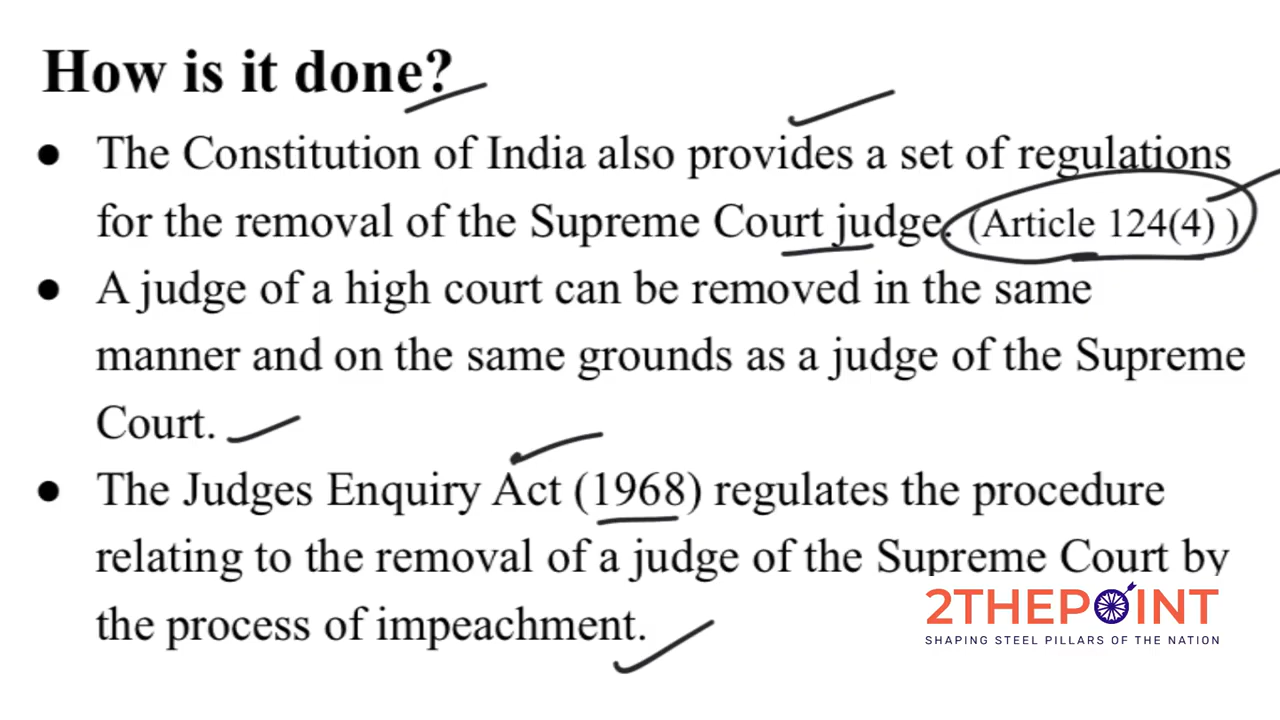 How is it done?
● The Constitution of India also provides a set of regulations
for the removal of the Supreme Court judge. (Article 124(4) )
● A judge of a high court can be removed in the same
manner and on the same grounds as a judge of the Supreme
Court.
● The Judges Enquiry Act (1968) regulates the procedure
relating to the removal of a judge of the Supreme Court by
the process of impeachment.
2THEPOINT
SHAPING STEEL PILLARS OF THE NATION